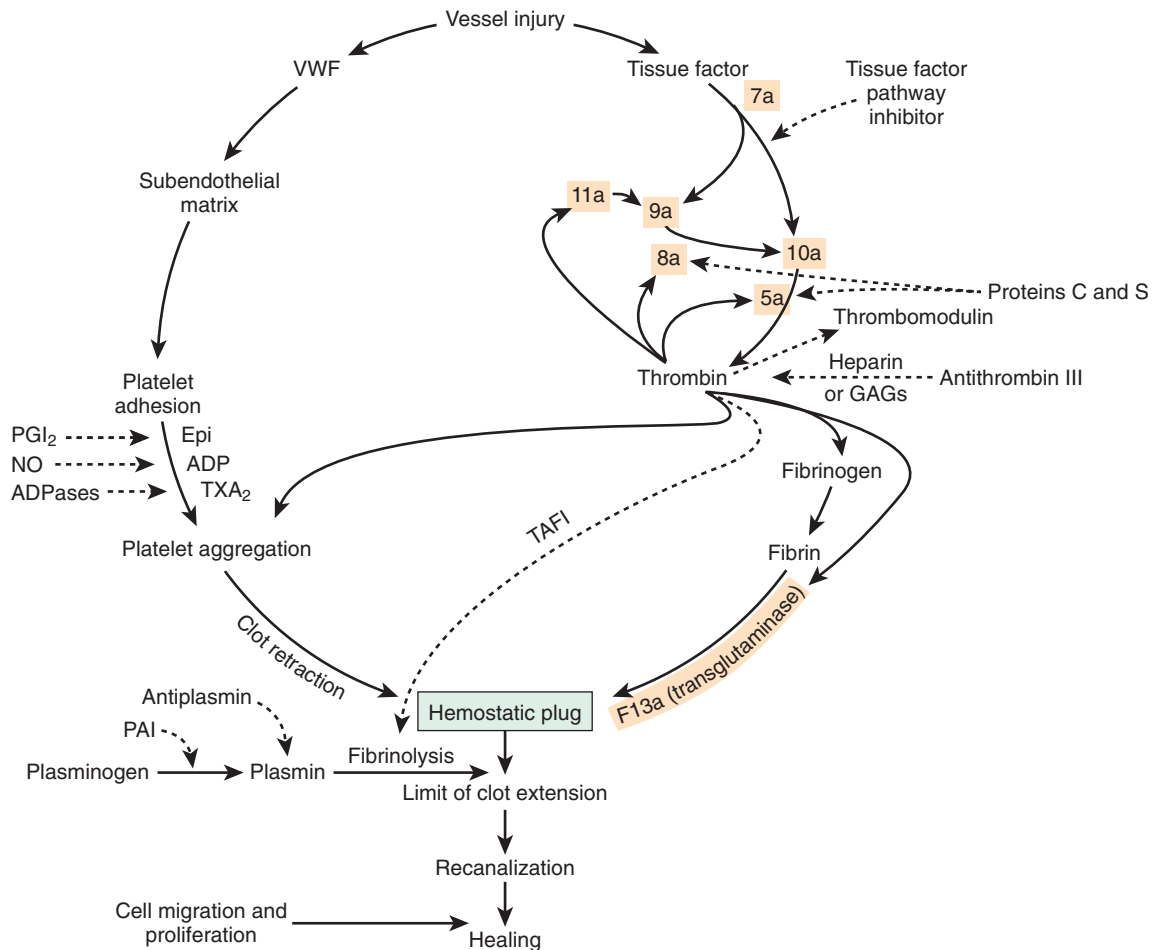 Vessel injury
VWF
Tissue factor
Tissue factor
pathway
inhibitor
7a
Subendothelial
matrix
11a
9a
10a
8a
5a
Proteins C and S
Thrombomodulin
Thrombin
Heparin
or GAGs
Antithrombin III
Platelet
adhesion
PGI₂
Epi
NO
ADP
ADPases
TXA₂
Fibrinogen
TAFI
Platelet aggregation
Fibrin
Clot retraction
F13a (transglutaminase)
Hemostatic plug
Antiplasmin
PAI
Plasminogen
Plasmin
Fibrinolysis
Limit of clot extension
Recanalization
Cell migration and
proliferation
Healing